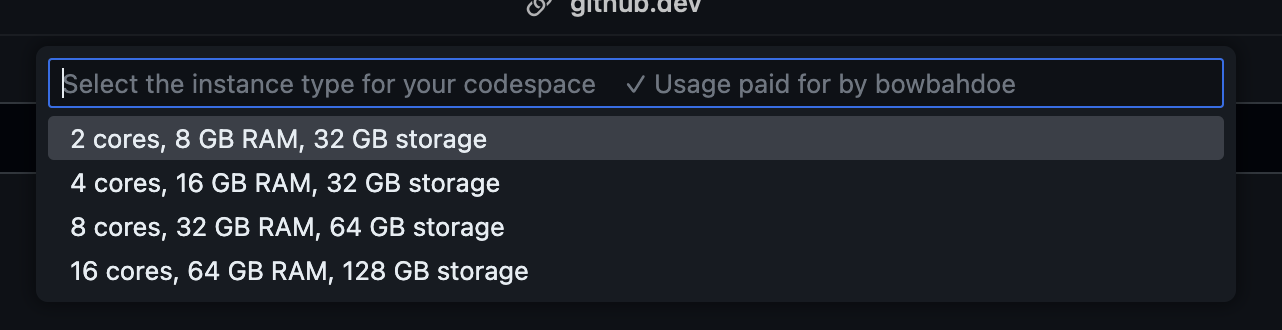 github.dev
Select the instance type for your codespace ✓ Usage paid for by bowbahdoe
2 cores, 8 GB RAM, 32 GB storage
4 cores, 16 GB RAM, 32 GB storage
8 cores, 32 GB RAM, 64 GB storage
16 cores, 64 GB RAM, 128 GB storage